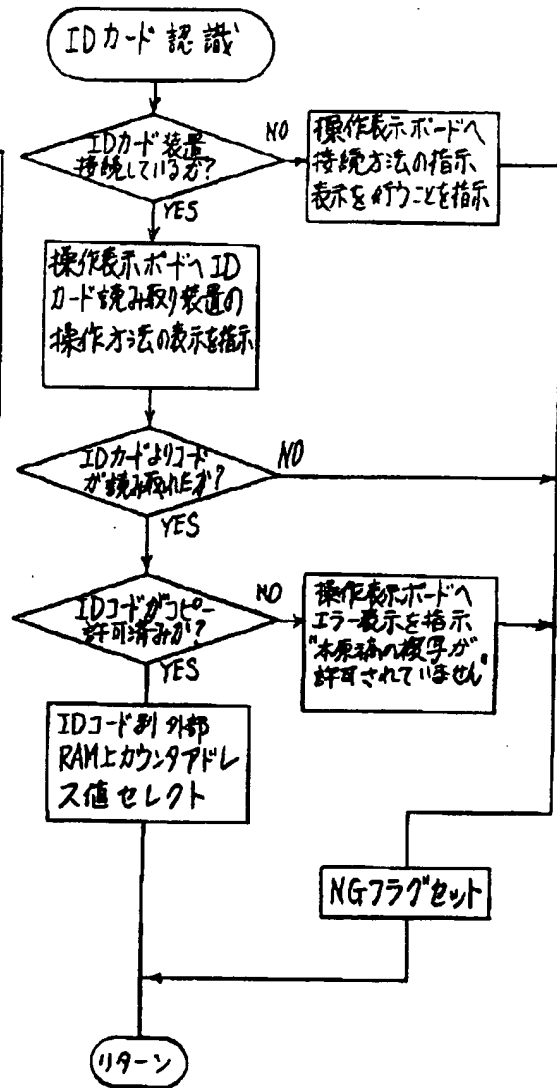 IDカード 認識
IDカード装置
接続しているか?
NO
YES
操作表示ボードへ
接続方法の指示
表示を行うことを指示
操作表示ボードへID
カード読み取り装置の
操作方法の表示を指示
IDカードよりコード
が読み取れたか?
NO
YES
IDコードがコピー
許可済みか?
NO
YES
操作表示ボードへ
エラー表示を指示
"本原稿の複写が
許可されていません"
IDコード別 外部
RAM上カウンタアドレ
ス値セレクト
NGフラグセット
リターン